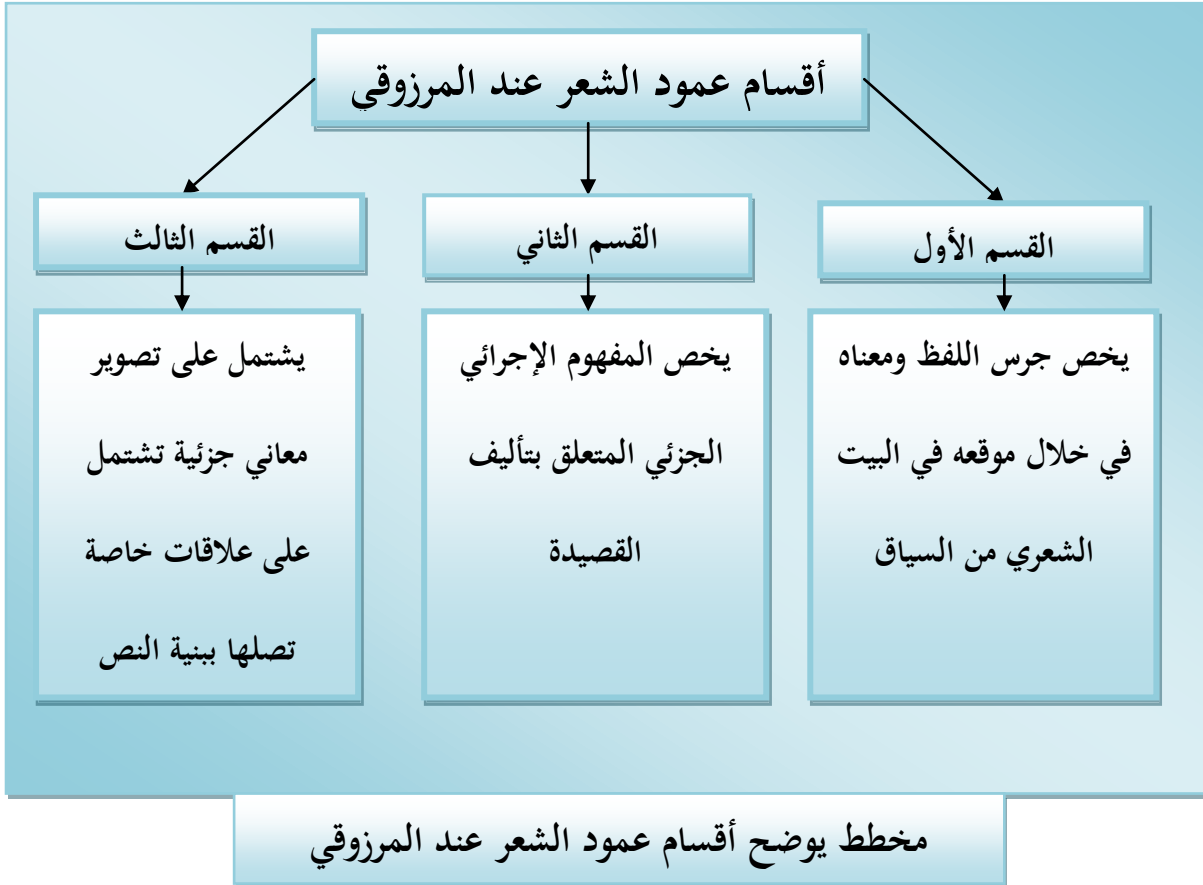 أقسام عمود الشعر عند المرزوقي
القسم الأول
يخص جرس اللفظ ومعناه
في خلال موقعه في البيت
الشعري من السياق
القسم الثاني
يخص المفهوم الإجرائي
الجزئي المتعلق بتأليف
القصيدة
القسم الثالث
يشتمل على تصوير
معاني جزئية تشتمل
على علاقات خاصة
تصلها ببنية النص
مخطط يوضح أقسام عمود الشعر عند المرزوقي